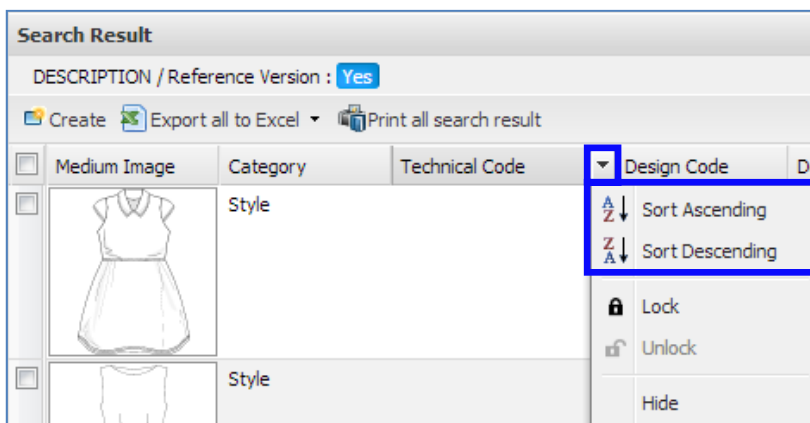 Search Result
DESCRIPTION / Reference Version : Yes
Create Export all to Excel Print all search result
Medium Image Category Technical Code Design Code D
Style
Sort Ascending
Sort Descending
Lock
Unlock
Style
Hide